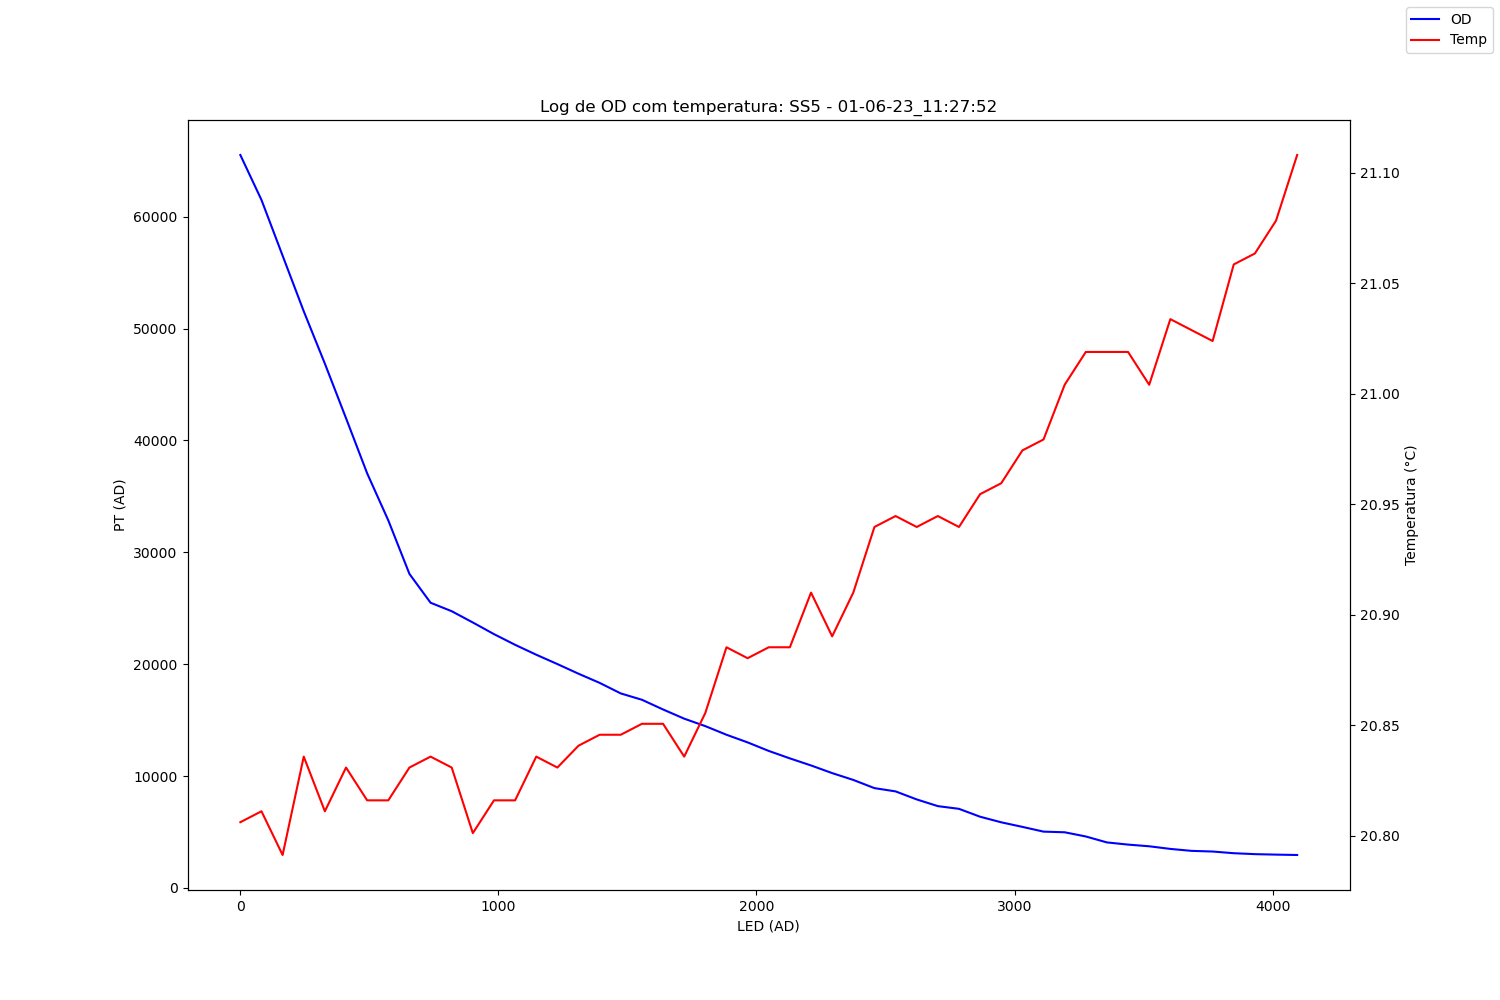 OD
Temp
Log de OD com temperatura: SS5 - 01-06-23_11:27:52
PT (AD)
60000
50000
40000
30000
20000
10000
0
0 1000 2000 3000 4000
LED (AD)
21.10
21.05
21.00
20.95
20.90
20.85
20.80
Temperatura (°C)